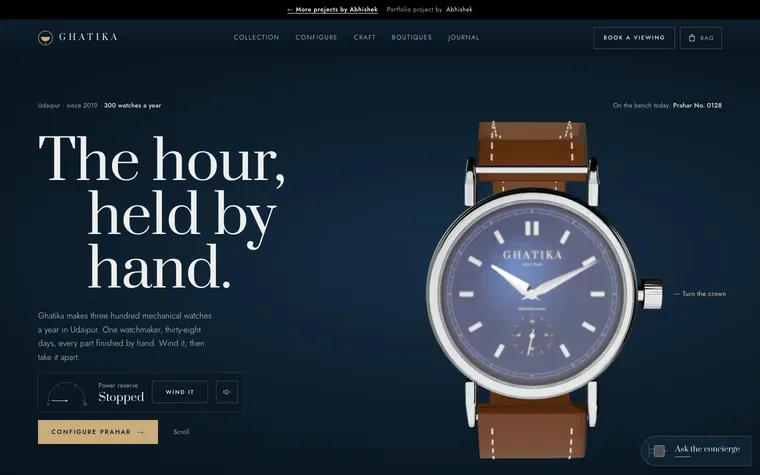 ← More projects by Abhishek Portfolio project by Abhishek
GHATIKA
COLLECTION CONFIGURE CRAFT BOUTIQUES JOURNAL
BOOK A VIEWING
BAG
Udaipur · since 2019 · 300 watches a year
On the bench today: Prahar No. 0128
The hour,
held by
hand.
Ghatika makes three hundred mechanical watches
a year in Udaipur. One watchmaker, thirty-eight
days, every part finished by hand. Wind it, then
take it apart.
Power reserve
Stopped
WIND IT
CONFIGURE PRAHAR →
Scroll
GHATIKA
— Turn the crown
Ask the concierge